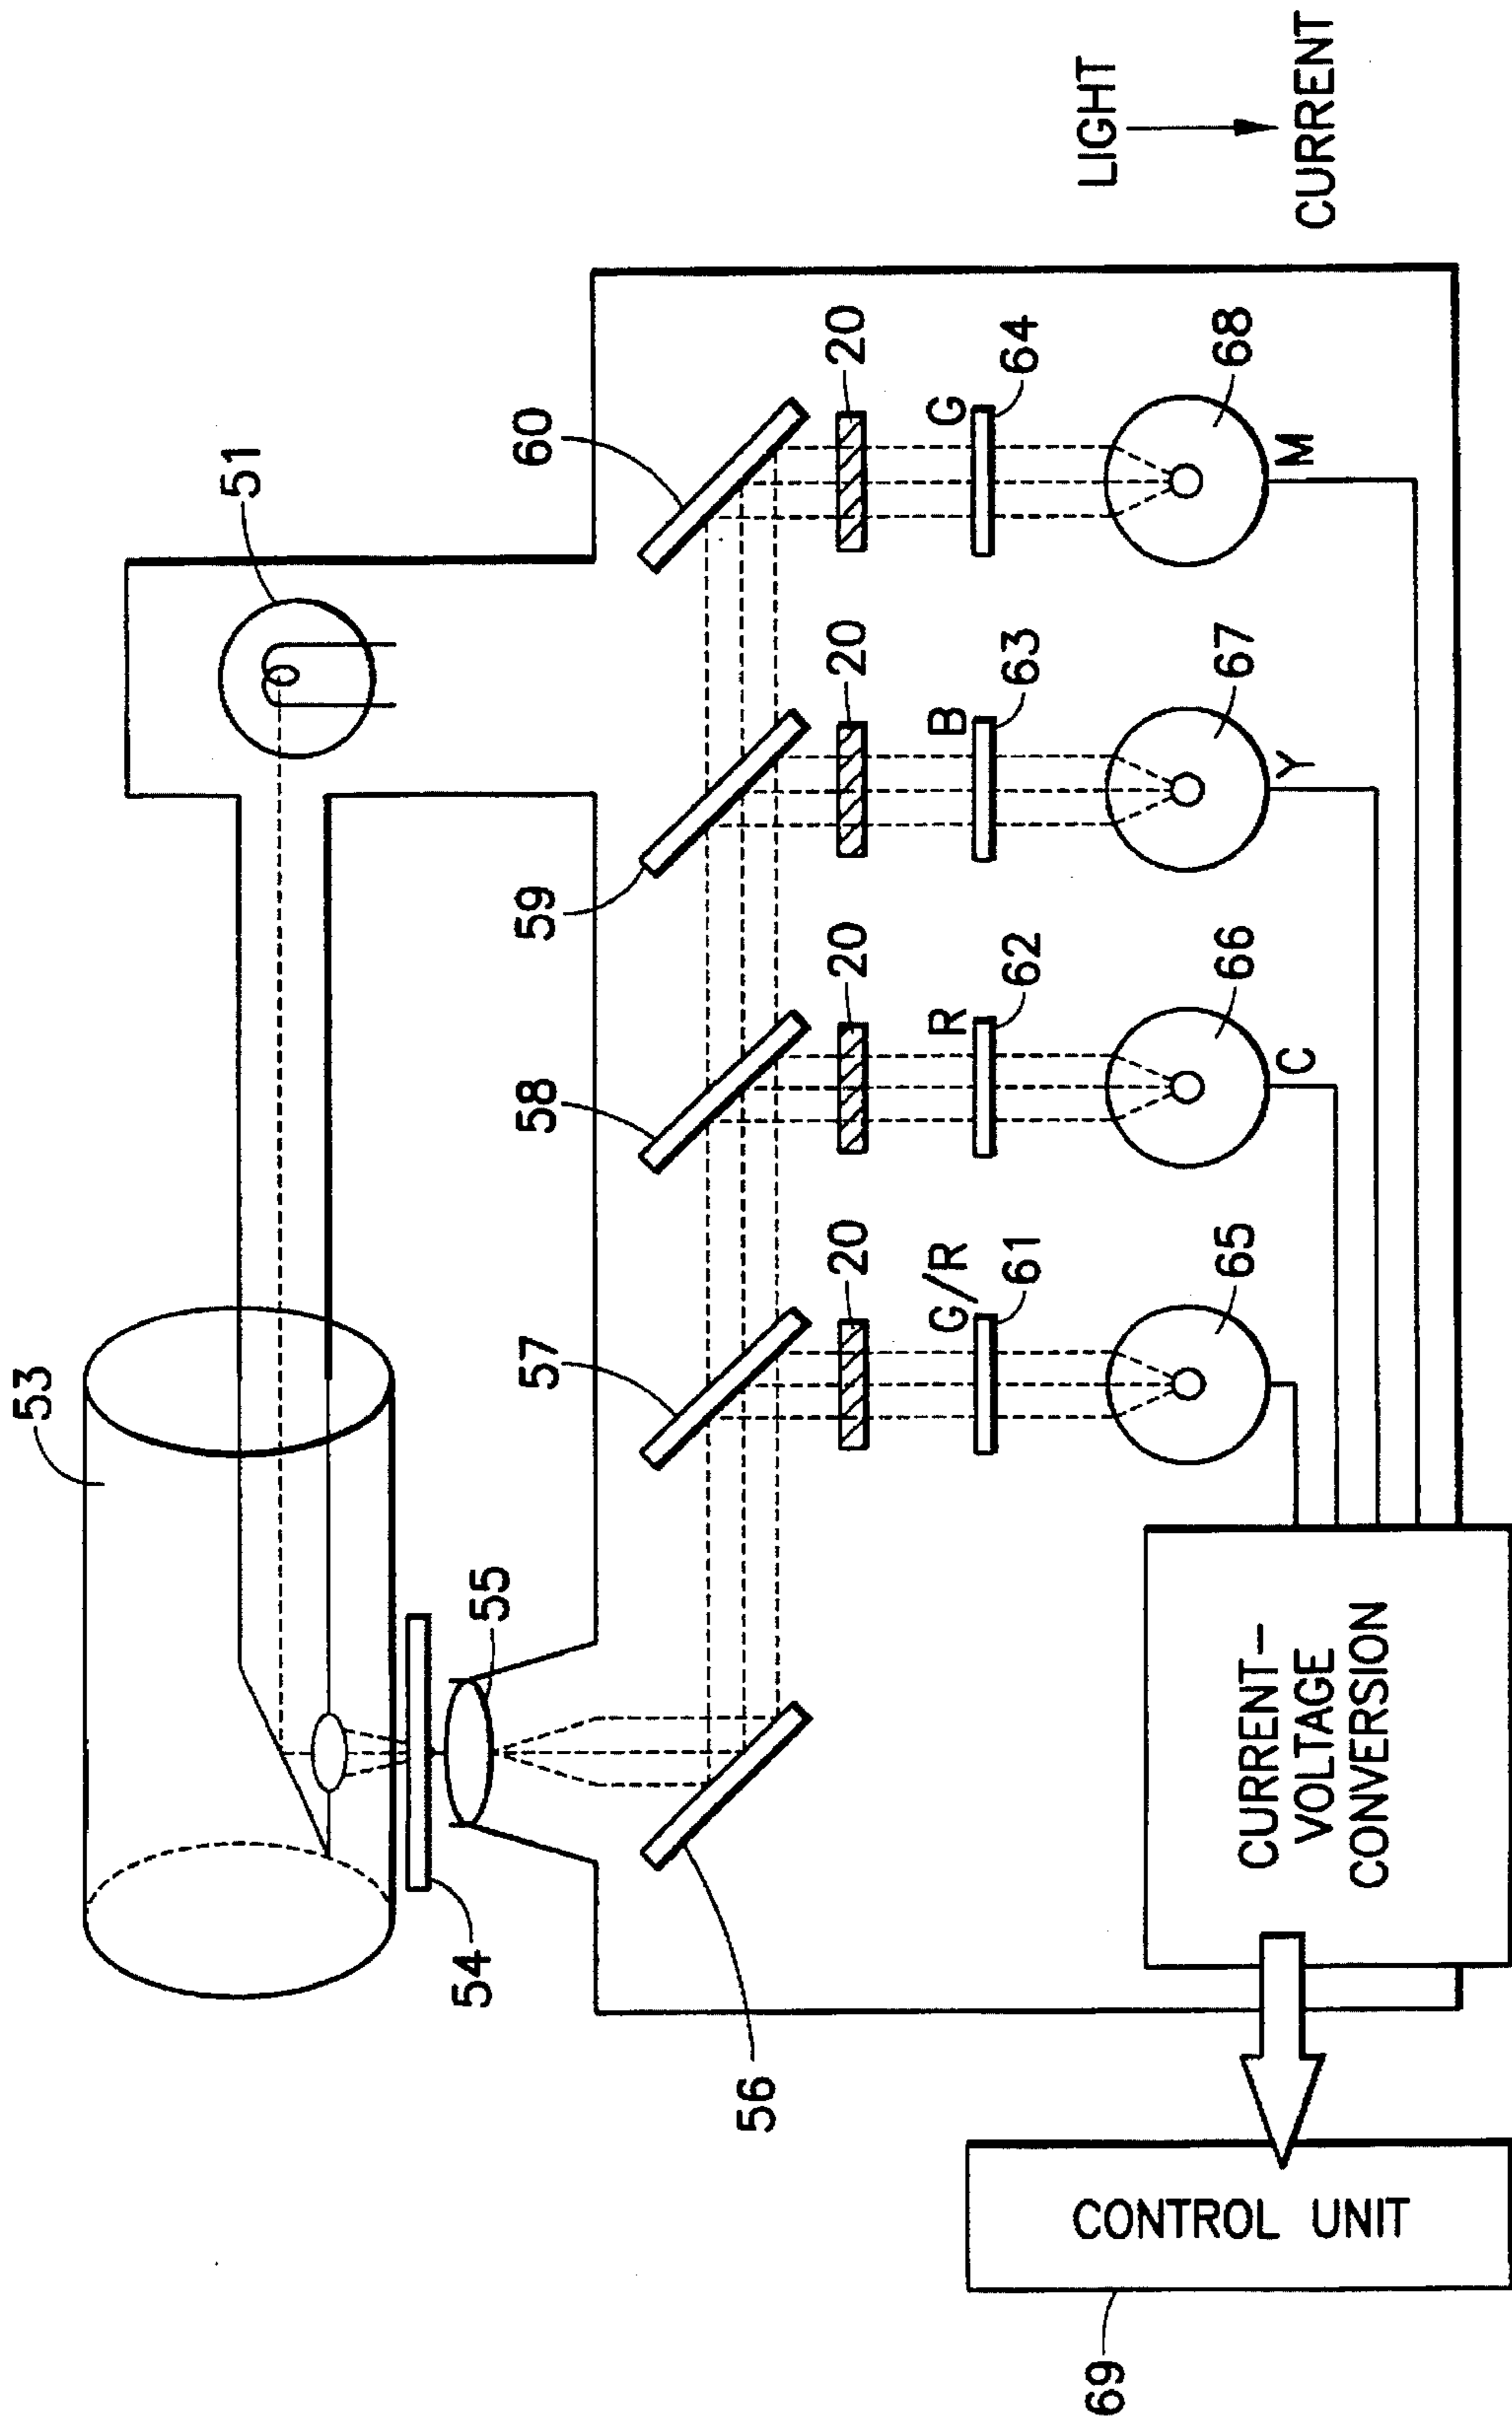 53
51
54
55
56
57
58
59
60
20
20
20
20
G/R
R
B
G
61
62
63
64
65
66
67
68
C
Y
M
LIGHT
CURRENT
CURRENT-
VOLTAGE
CONVERSION
CONTROL UNIT
69